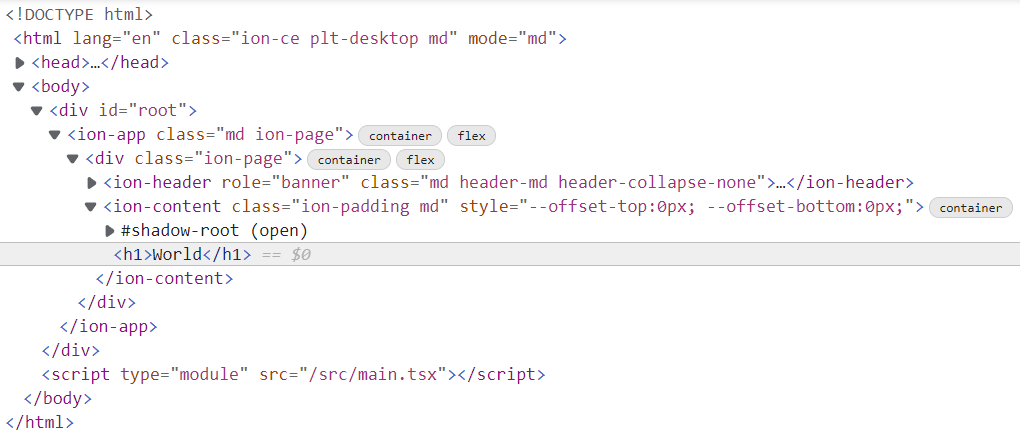 <!DOCTYPE html>
<html lang="en" class="ion-ce plt-desktop md" mode="md">
<head>…</head>
<body>
<div id="root">
<ion-app class="md ion-page"> container flex
<div class="ion-page"> container flex
<ion-header role="banner" class="md header-md header-collapse-none">…</ion-header>
<ion-content class="ion-padding md" style="--offset-top:0px; --offset-bottom:0px;"> container
#shadow-root (open)
<h1>World</h1> == $0
</ion-content>
</div>
</ion-app>
</div>
<script type="module" src="/src/main.tsx"></script>
</body>
</html>